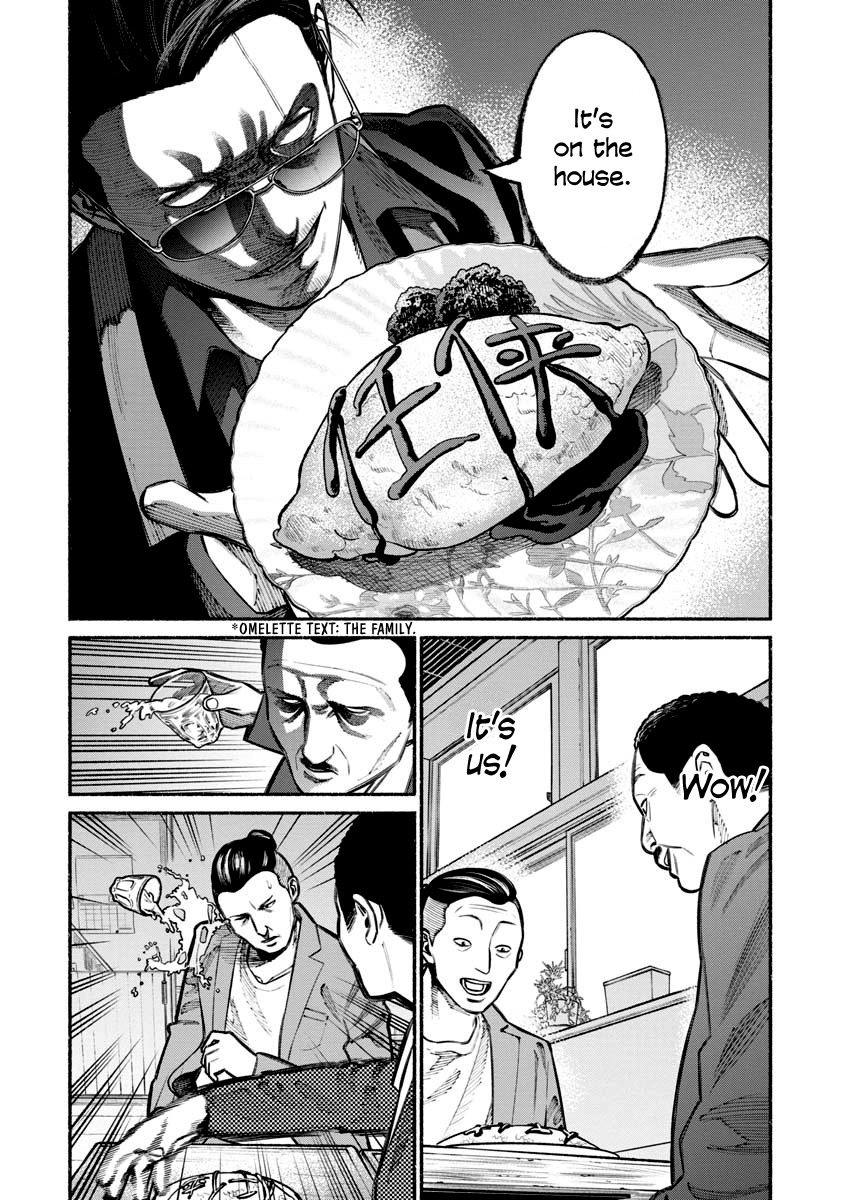 It's
on the
house.
任侠
*OMELETTE TEXT: THE FAMILY.
Wow!
It's
us!